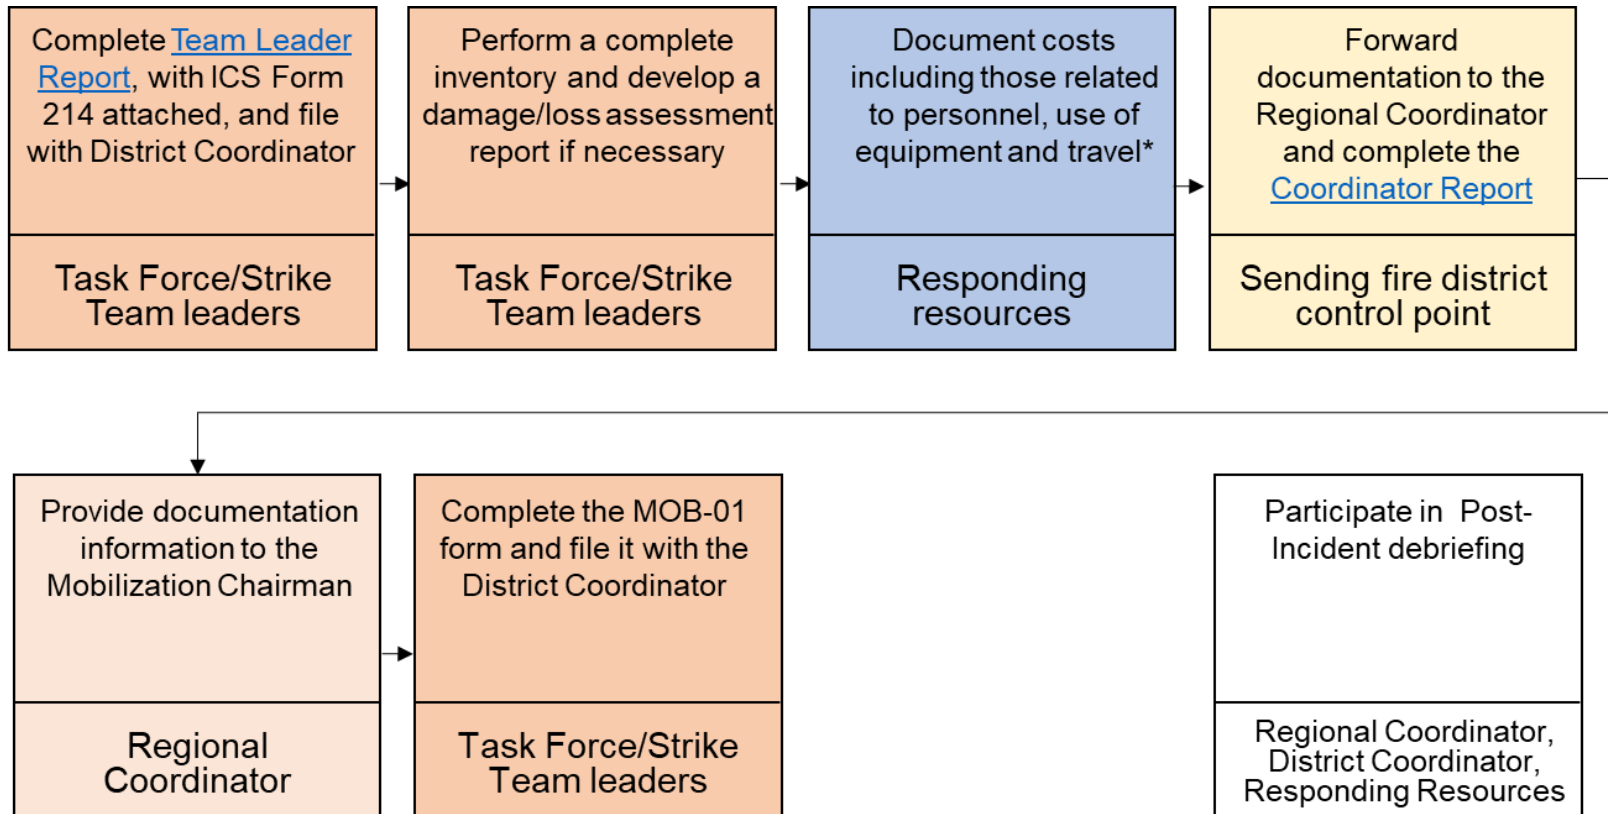 Complete Team Leader
Report, with ICS Form
214 attached, and file
with District Coordinator
Task Force/Strike
Team leaders
Perform a complete
inventory and develop a
damage/loss assessment
report if necessary
Task Force/Strike
Team leaders
Document costs
including those related
to personnel, use of
equipment and travel*
Responding
resources
Forward
documentation to the
Regional Coordinator
and complete the
Coordinator Report
Sending fire district
control point
Provide documentation
information to the
Mobilization Chairman
Regional
Coordinator
Complete the MOB-01
form and file it with the
District Coordinator
Task Force/Strike
Team leaders
Participate in Post-
Incident debriefing
Regional Coordinator,
District Coordinator,
Responding Resources